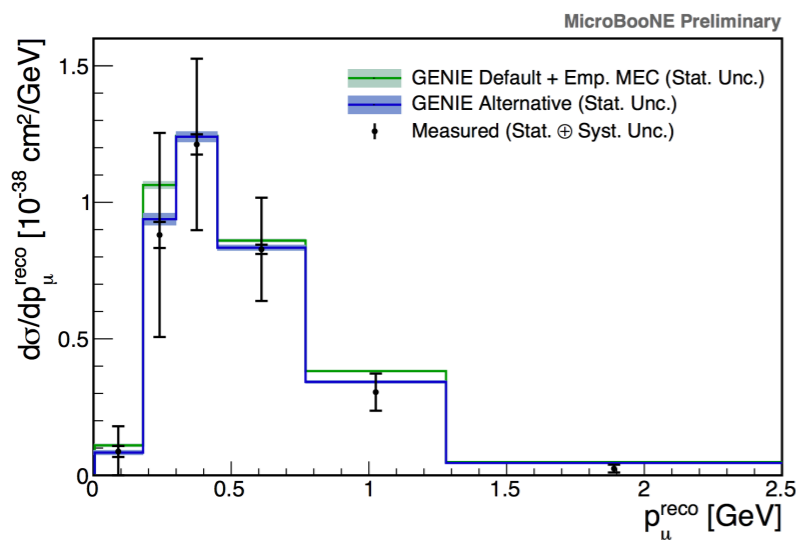 MicroBooNE Preliminary
GENIE Default + Emp. MEC (Stat. Unc.)
GENIE Alternative (Stat. Unc.)
Measured (Stat. ⊕ Syst. Unc.)
dσ/dp_μ^reco [10^-38 cm^2/GeV]
1.5
1
0.5
0
0 0.5 1 1.5 2 2.5
p_μ^reco [GeV]